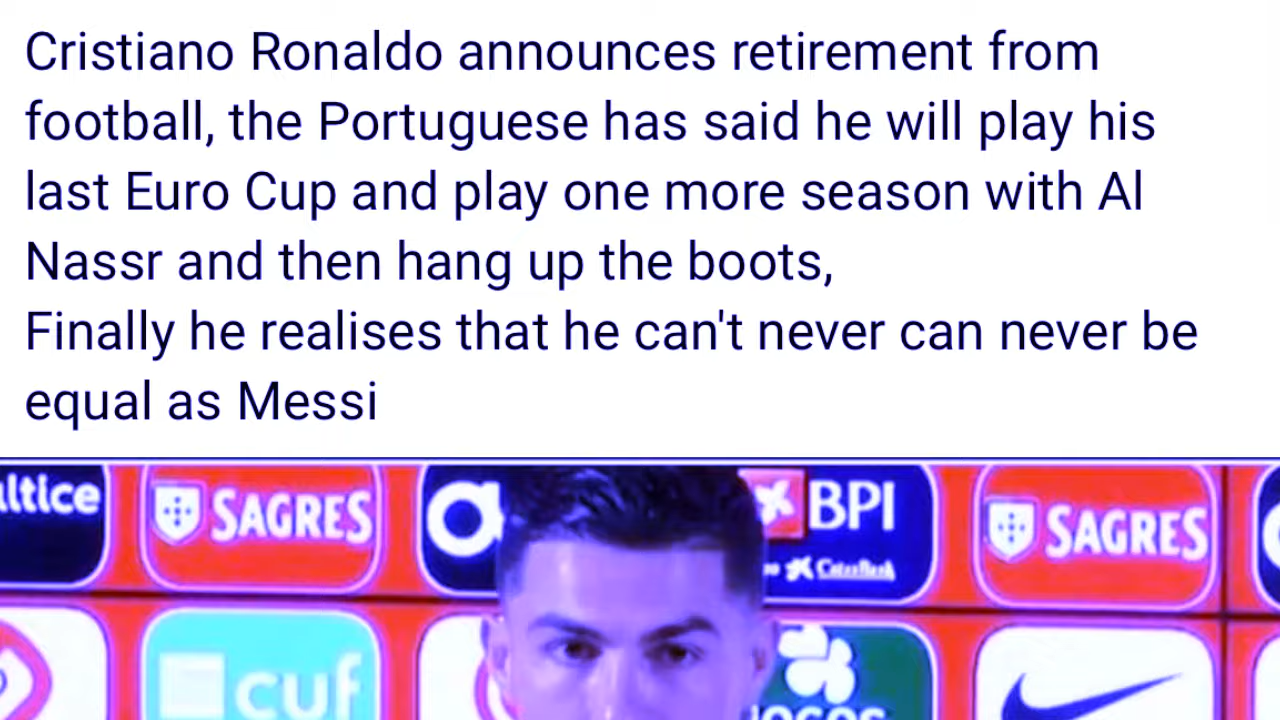 Cristiano Ronaldo announces retirement from
football, the Portuguese has said he will play his
last Euro Cup and play one more season with Al
Nassr and then hang up the boots,
Finally he realises that he can't never can never be
equal as Messi
SAGRES
BPI
SAGRES
CaixaBank
cuf